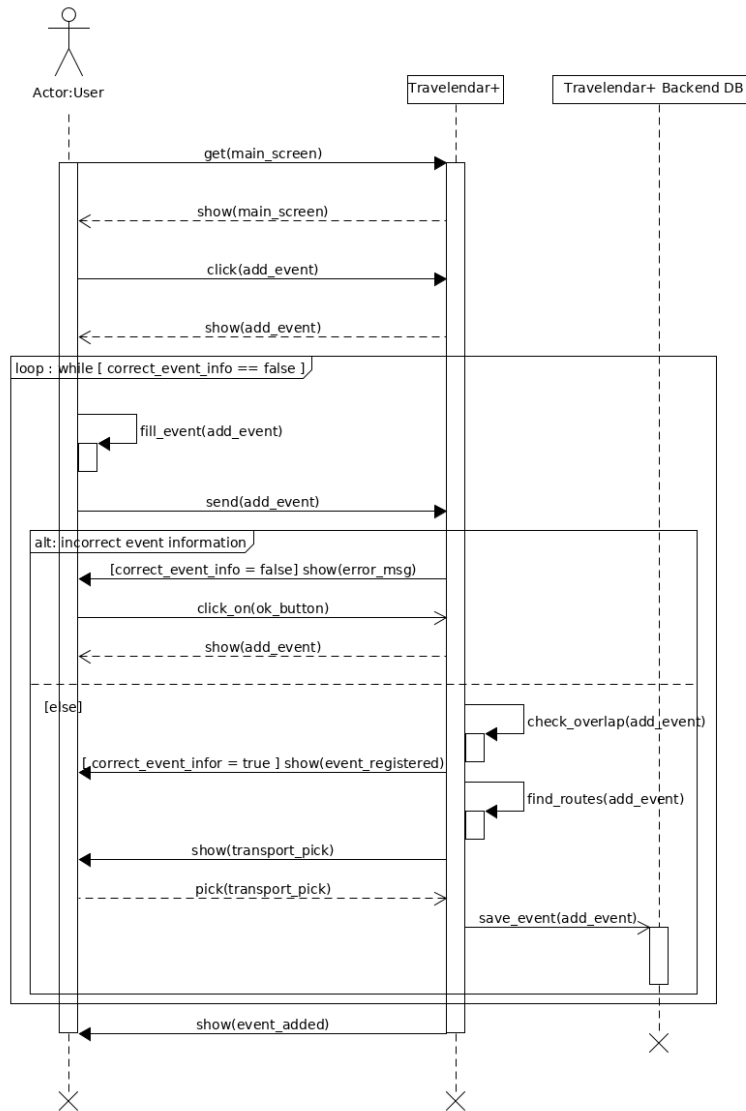 Actor:User
Travelendar+
Travelendar+ Backend DB
get(main_screen)
show(main_screen)
click(add_event)
show(add_event)
loop : while [ correct_event_info == false ]
fill_event(add_event)
send(add_event)
alt: incorrect event information
[correct_event_info = false] show(error_msg)
click_on(ok_button)
show(add_event)
[else]
check_overlap(add_event)
[ correct_event_infor = true ] show(event_registered)
find_routes(add_event)
show(transport_pick)
pick(transport_pick)
save_event(add_event)
show(event_added)